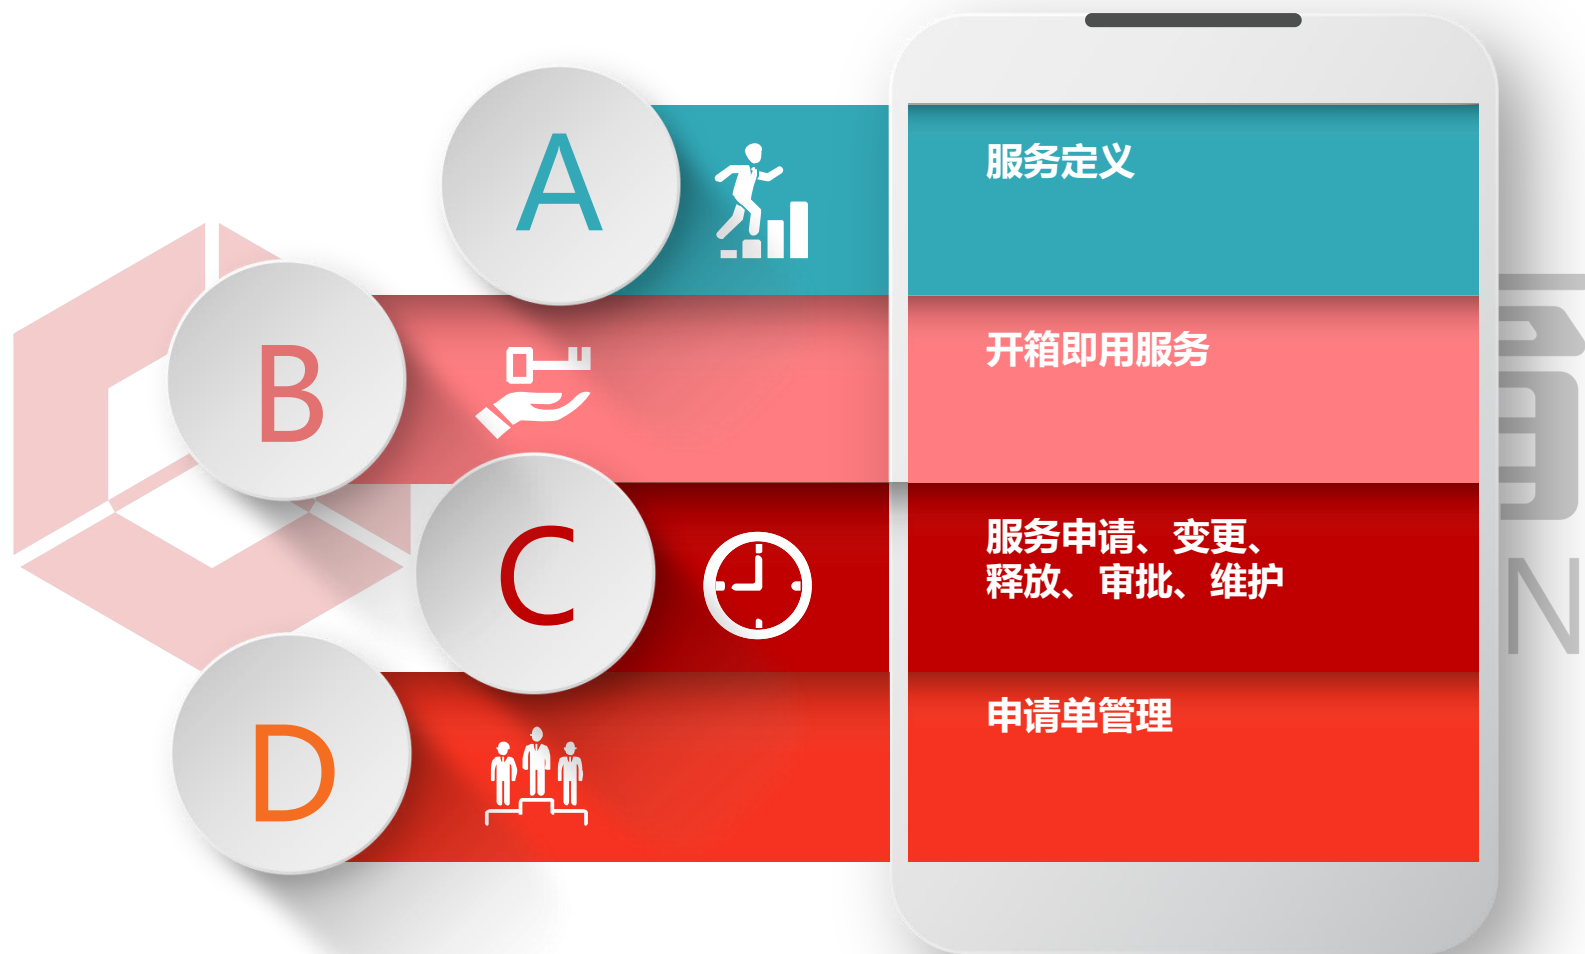 A
服务定义
B
开箱即用服务
C
服务申请、变更、
释放、审批、维护
D
申请单管理
N